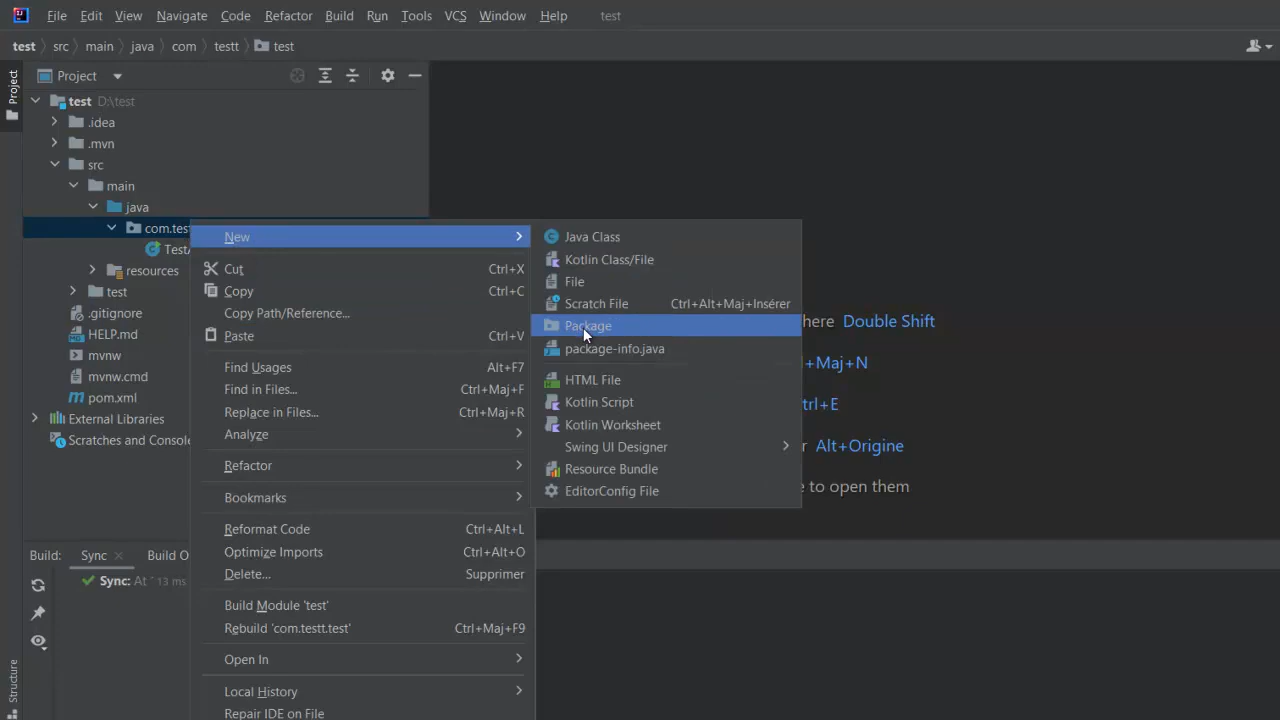 File Edit View Navigate Code Refactor Build Run Tools VCS Window Help test
test src main java com testt test
Project
Project
test D:\test
.idea
.mvn
src
main
java
com.test
TestA
resources
test
.gitignore
HELP.md
mvnw
mvnw.cmd
pom.xml
External Libraries
Scratches and Console
New
Cut Ctrl+X
Copy Ctrl+C
Copy Path/Reference...
Paste Ctrl+V
Find Usages Alt+F7
Find in Files... Ctrl+Maj+F
Replace in Files... Ctrl+Maj+R
Analyze
Refactor
Bookmarks
Reformat Code Ctrl+Alt+L
Optimize Imports Ctrl+Alt+O
Delete... Supprimer
Build Module 'test'
Rebuild 'com.testt.test' Ctrl+Maj+F9
Open In
Local History
Repair IDE on File
Java Class
Kotlin Class/File
File
Scratch File Ctrl+Alt+Maj+Insérer
Package
package-info.java
HTML File
Kotlin Script
Kotlin Worksheet
Swing UI Designer
Resource Bundle
EditorConfig File
here Double Shift
l+Maj+N
trl+E
r Alt+Origine
e to open them
Build: Sync Build O
Sync: At 13 ms
Structure